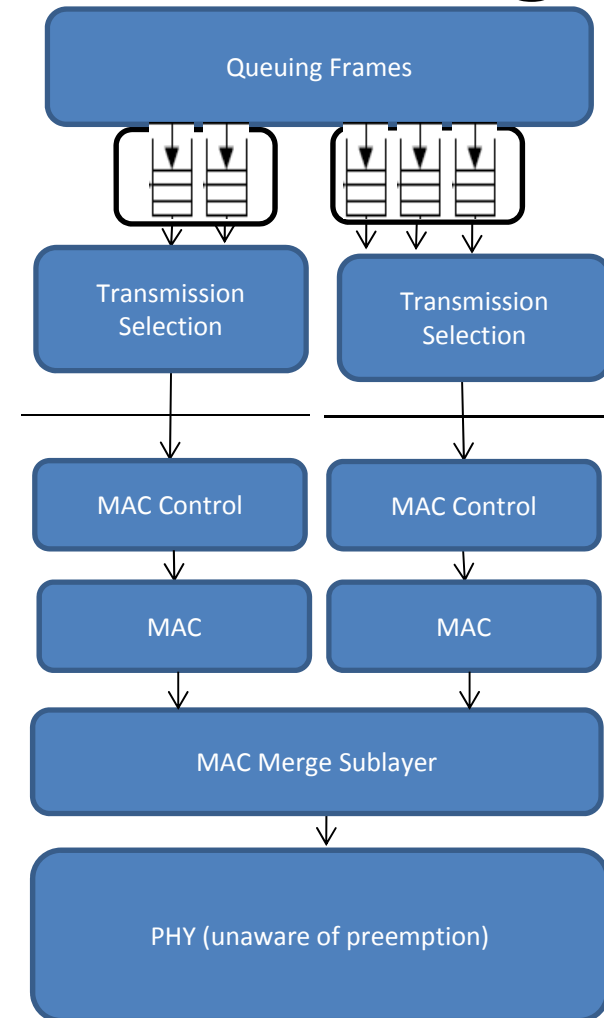 Queuing Frames
Transmission
Selection
Transmission
Selection
MAC Control
MAC Control
MAC
MAC
MAC Merge Sublayer
PHY (unaware of preemption)